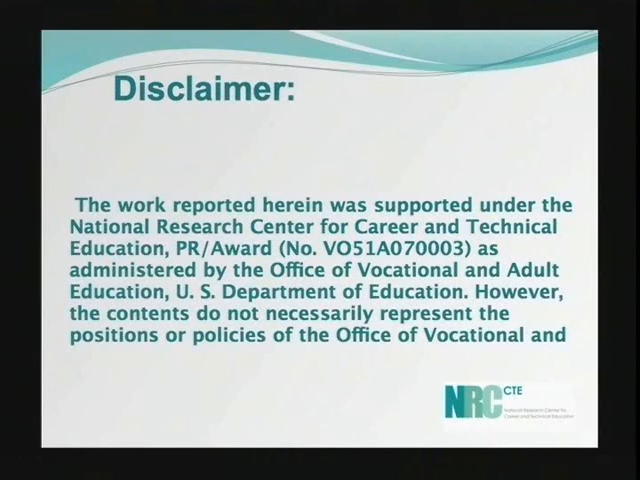 Disclaimer:
The work reported herein was supported under the
National Research Center for Career and Technical
Education, PR/Award (No. VO51A070003) as
administered by the Office of Vocational and Adult
Education, U. S. Department of Education. However,
the contents do not necessarily represent the
positions or policies of the Office of Vocational and
NRC CTE
National Research Center for
Career and Technical Education